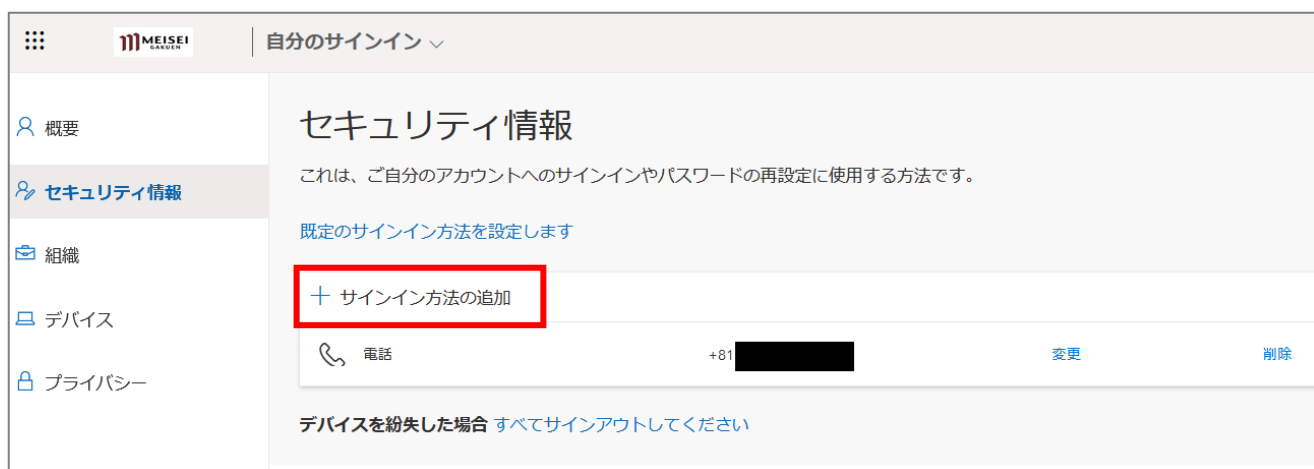 MEISEI
GAKUEN
自分のサインイン
概要
セキュリティ情報
組織
デバイス
プライバシー
セキュリティ情報
これは、ご自分のアカウントへのサインインやパスワードの再設定に使用する方法です。
既定のサインイン方法を設定します
+ サインイン方法の追加
電話 +81 変更 削除
デバイスを紛失した場合 すべてサインアウトしてください